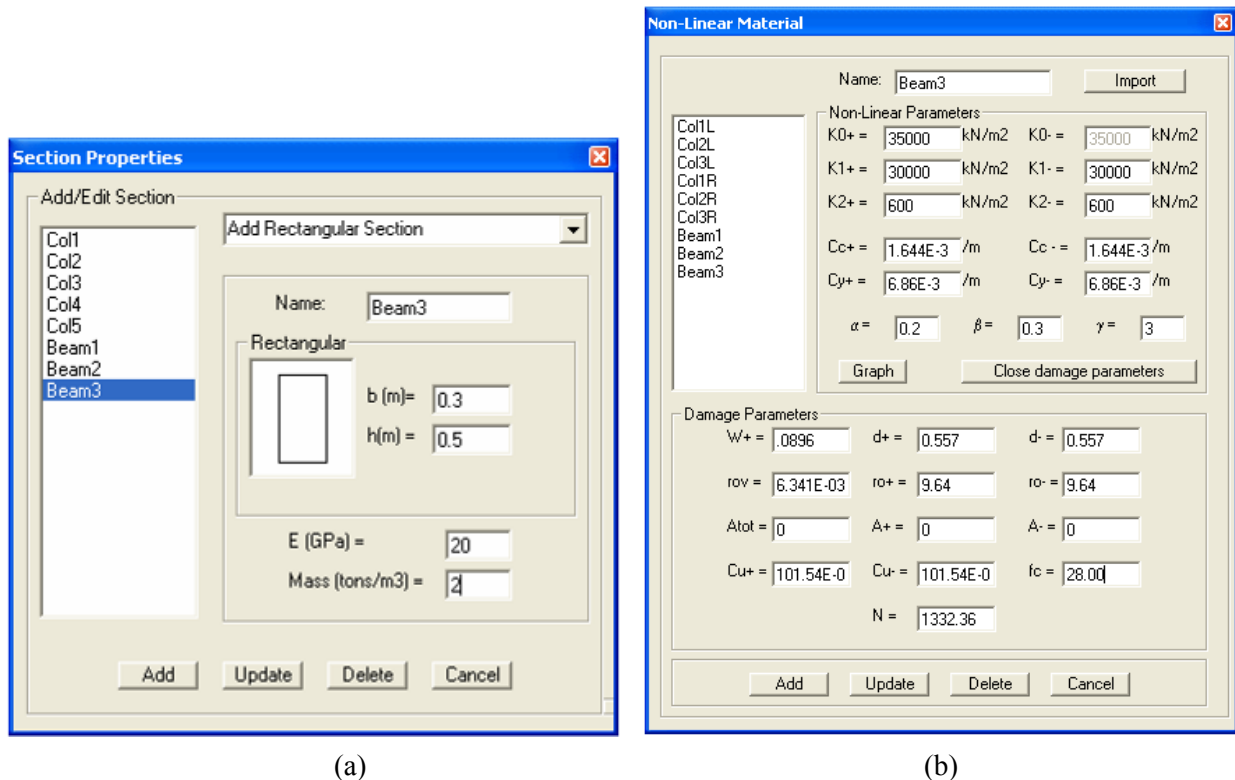 Section Properties
Add/Edit Section
Col1
Col2
Col3
Col4
Col5
Beam1
Beam2
Beam3
Add Rectangular Section
Name: Beam3
Rectangular
b (m)= 0.3
h(m) = 0.5
E (GPa) = 20
Mass (tons/m3) = 2
Add Update Delete Cancel
(a)
Non-Linear Material
Name: Beam3 Import
Col1L
Col2L
Col3L
Col1R
Col2R
Col3R
Beam1
Beam2
Beam3
Non-Linear Parameters
K0+ = 35000 kN/m2 K0- = 35000 kN/m2
K1+ = 30000 kN/m2 K1- = 30000 kN/m2
K2+ = 600 kN/m2 K2- = 600 kN/m2
Cc+ = 1.644E-3 /m Cc - = 1.644E-3 /m
Cy+ = 6.86E-3 /m Cy- = 6.86E-3 /m
α = 0.2 β = 0.3 γ = 3
Graph Close damage parameters
Damage Parameters
W+ = .0896 d+ = 0.557 d- = 0.557
rov = 6.341E-03 ro+ = 9.64 ro- = 9.64
Atot = 0 A+ = 0 A- = 0
Cu+ = 101.54E-0 Cu- = 101.54E-0 fc = 28.00
N = 1332.36
Add Update Delete Cancel
(b)